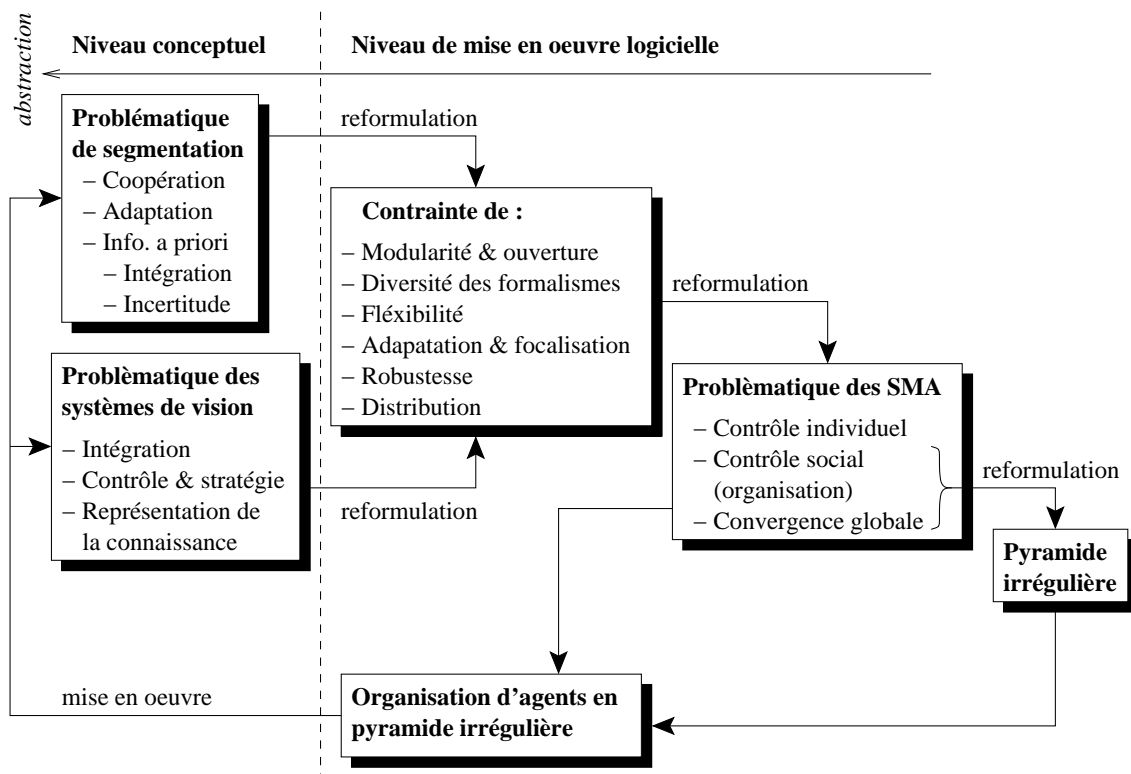 Niveau conceptuel
Niveau de mise en oeuvre logicielle
abstraction
Problématique
de segmentation
– Coopération
– Adaptation
– Info. a priori
– Intégration
– Incertitude
reformulation
Contrainte de :
– Modularité & ouverture
– Diversité des formalismes
– Fléxibilité
– Adapatation & focalisation
– Robustesse
– Distribution
reformulation
Problèmatique des
systèmes de vision
– Intégration
– Contrôle & stratégie
– Représentation de
la connaissance
reformulation
Problèmatique des SMA
– Contrôle individuel
– Contrôle social
(organisation)
– Convergence globale
reformulation
Pyramide
irrégulière
mise en oeuvre
Organisation d'agents en
pyramide irrégulière